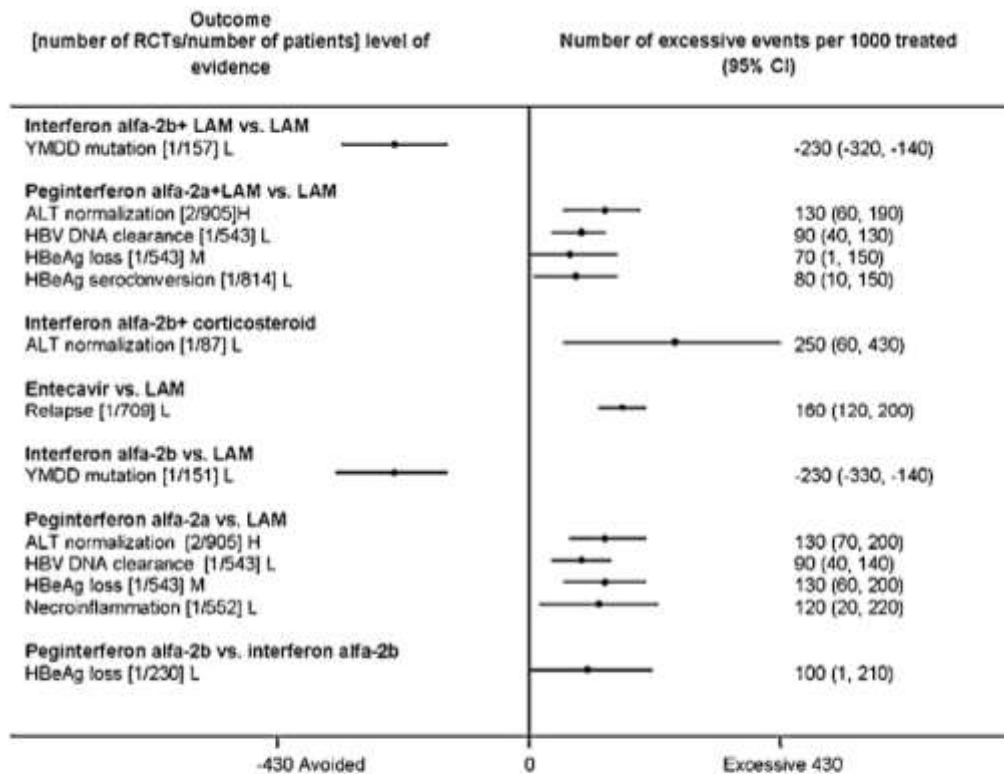 Outcome
[number of RCTs/number of patients] level of
evidence
Number of excessive events per 1000 treated
(95% CI)
Interferon alfa-2b+ LAM vs. LAM
YMDD mutation [1/157] L -230 (-320, -140)
Peginterferon alfa-2a+LAM vs. LAM
ALT normalization [2/905]H 130 (60, 190)
HBV DNA clearance [1/543] L 90 (40, 130)
HBeAg loss [1/543] M 70 (1, 150)
HBeAg seroconversion [1/814] L 80 (10, 150)
Interferon alfa-2b+ corticosteroid
ALT normalization [1/87] L 250 (60, 430)
Entecavir vs. LAM
Relapse [1/709] L 160 (120, 200)
Interferon alfa-2b vs. LAM
YMDD mutation [1/151] L -230 (-330, -140)
Peginterferon alfa-2a vs. LAM
ALT normalization [2/905] H 130 (70, 200)
HBV DNA clearance [1/543] L 90 (40, 140)
HBeAg loss [1/543] M 130 (60, 200)
Necroinflammation [1/552] L 120 (20, 220)
Peginterferon alfa-2b vs. interferon alfa-2b
HBeAg loss [1/230] L 100 (1, 210)
-430 Avoided 0 Excessive 430